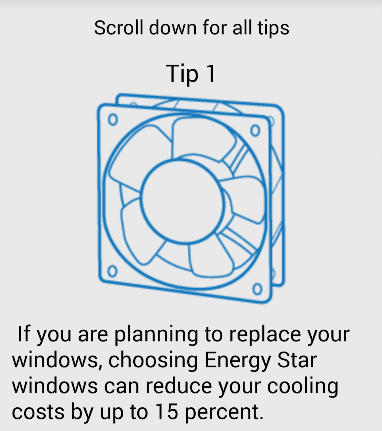 Scroll down for all tips
Tip 1
If you are planning to replace your
windows, choosing Energy Star
windows can reduce your cooling
costs by up to 15 percent.